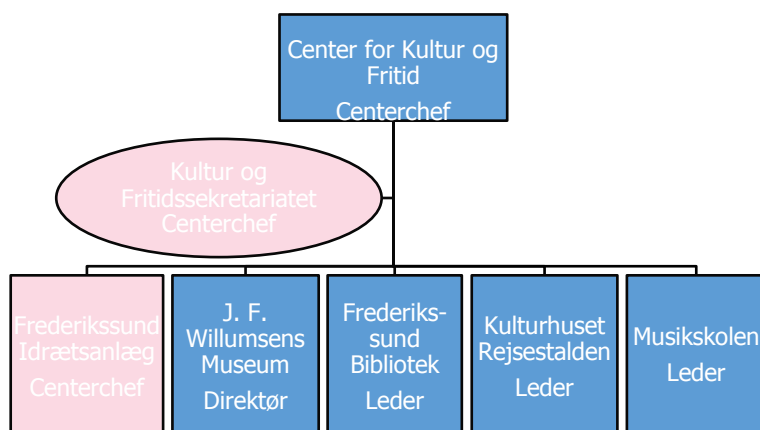 Center for Kultur og
Fritid
Centerchef
Kultur og
Fritidssekretariatet
Centerchef
Frederikssund
Idrætsanlæg
Centerchef
J. F.
Willumsens
Museum
Direktør
Frederiks-
sund
Bibliotek
Leder
Kulturhuset
Rejsestalden
Leder
Musikskolen
Leder